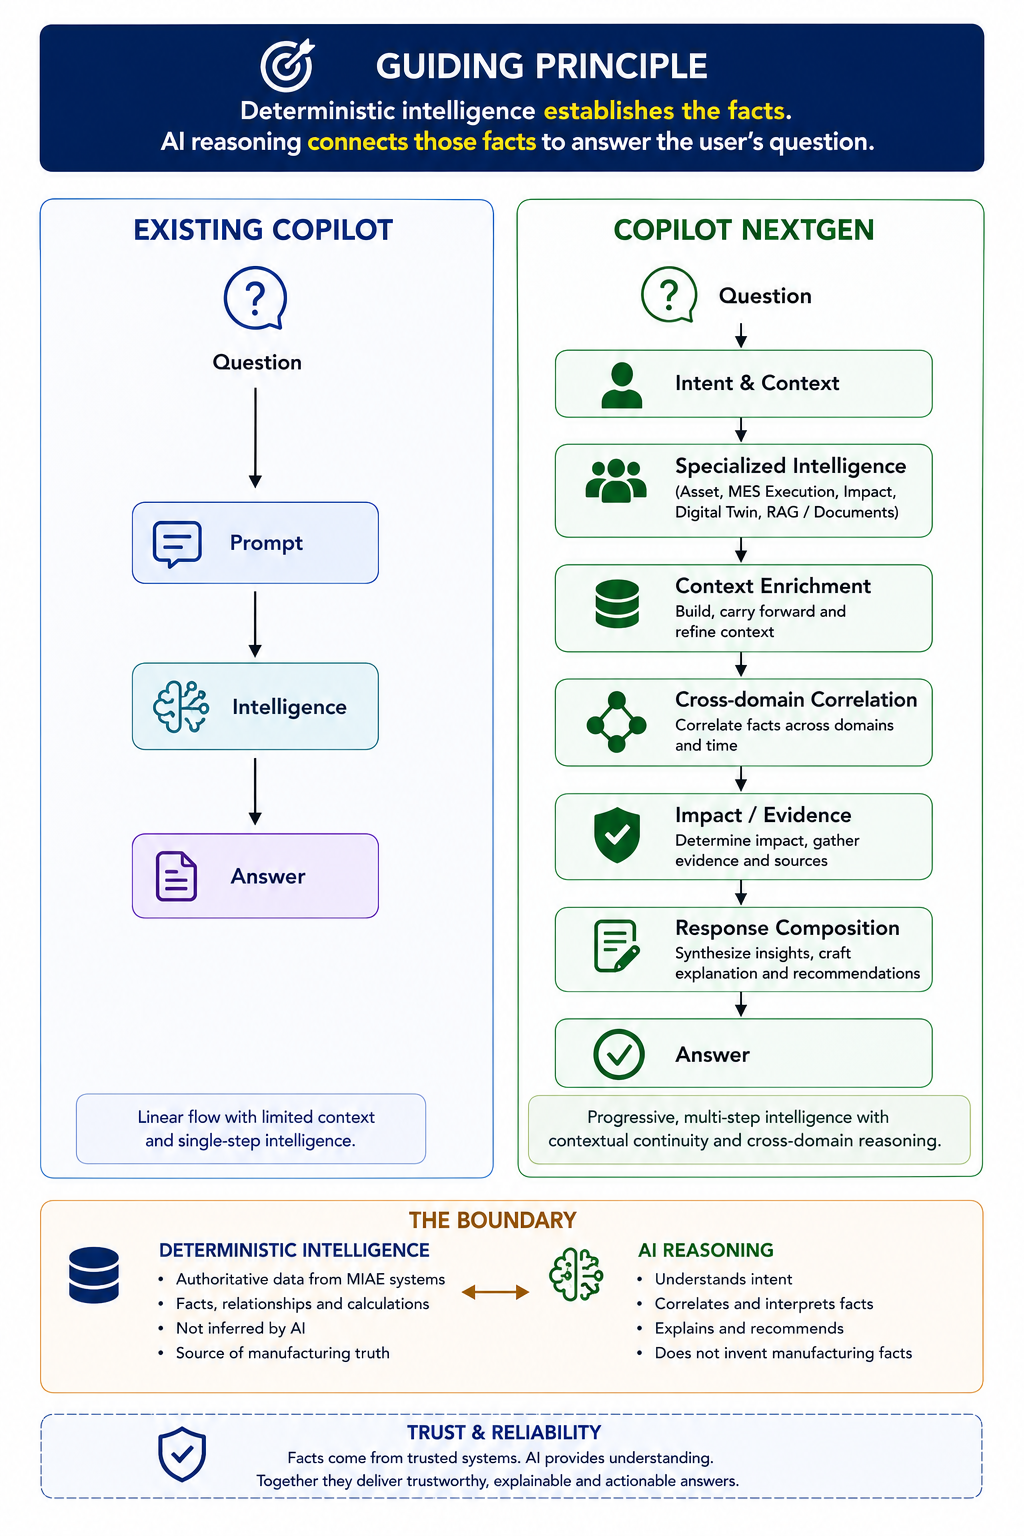 GUIDING PRINCIPLE
Deterministic intelligence establishes the facts.
AI reasoning connects those facts to answer the user's question.
EXISTING COPILOT
?
Question
Prompt
Intelligence
Answer
Linear flow with limited context
and single-step intelligence.
COPILOT NEXTGEN
?
Question
Intent & Context
Specialized Intelligence
(Asset, MES Execution, Impact,
Digital Twin, RAG / Documents)
Context Enrichment
Build, carry forward and
refine context
Cross-domain Correlation
Correlate facts across domains
and time
Impact / Evidence
Determine impact, gather
evidence and sources
Response Composition
Synthesize insights, craft
explanation and recommendations
Answer
Progressive, multi-step intelligence with
contextual continuity and cross-domain reasoning.
THE BOUNDARY
DETERMINISTIC INTELLIGENCE
• Authoritative data from MIAE systems
• Facts, relationships and calculations
• Not inferred by AI
• Source of manufacturing truth
AI REASONING
• Understands intent
• Correlates and interprets facts
• Explains and recommends
• Does not invent manufacturing facts
TRUST & RELIABILITY
Facts come from trusted systems. AI provides understanding.
Together they deliver trustworthy, explainable and actionable answers.